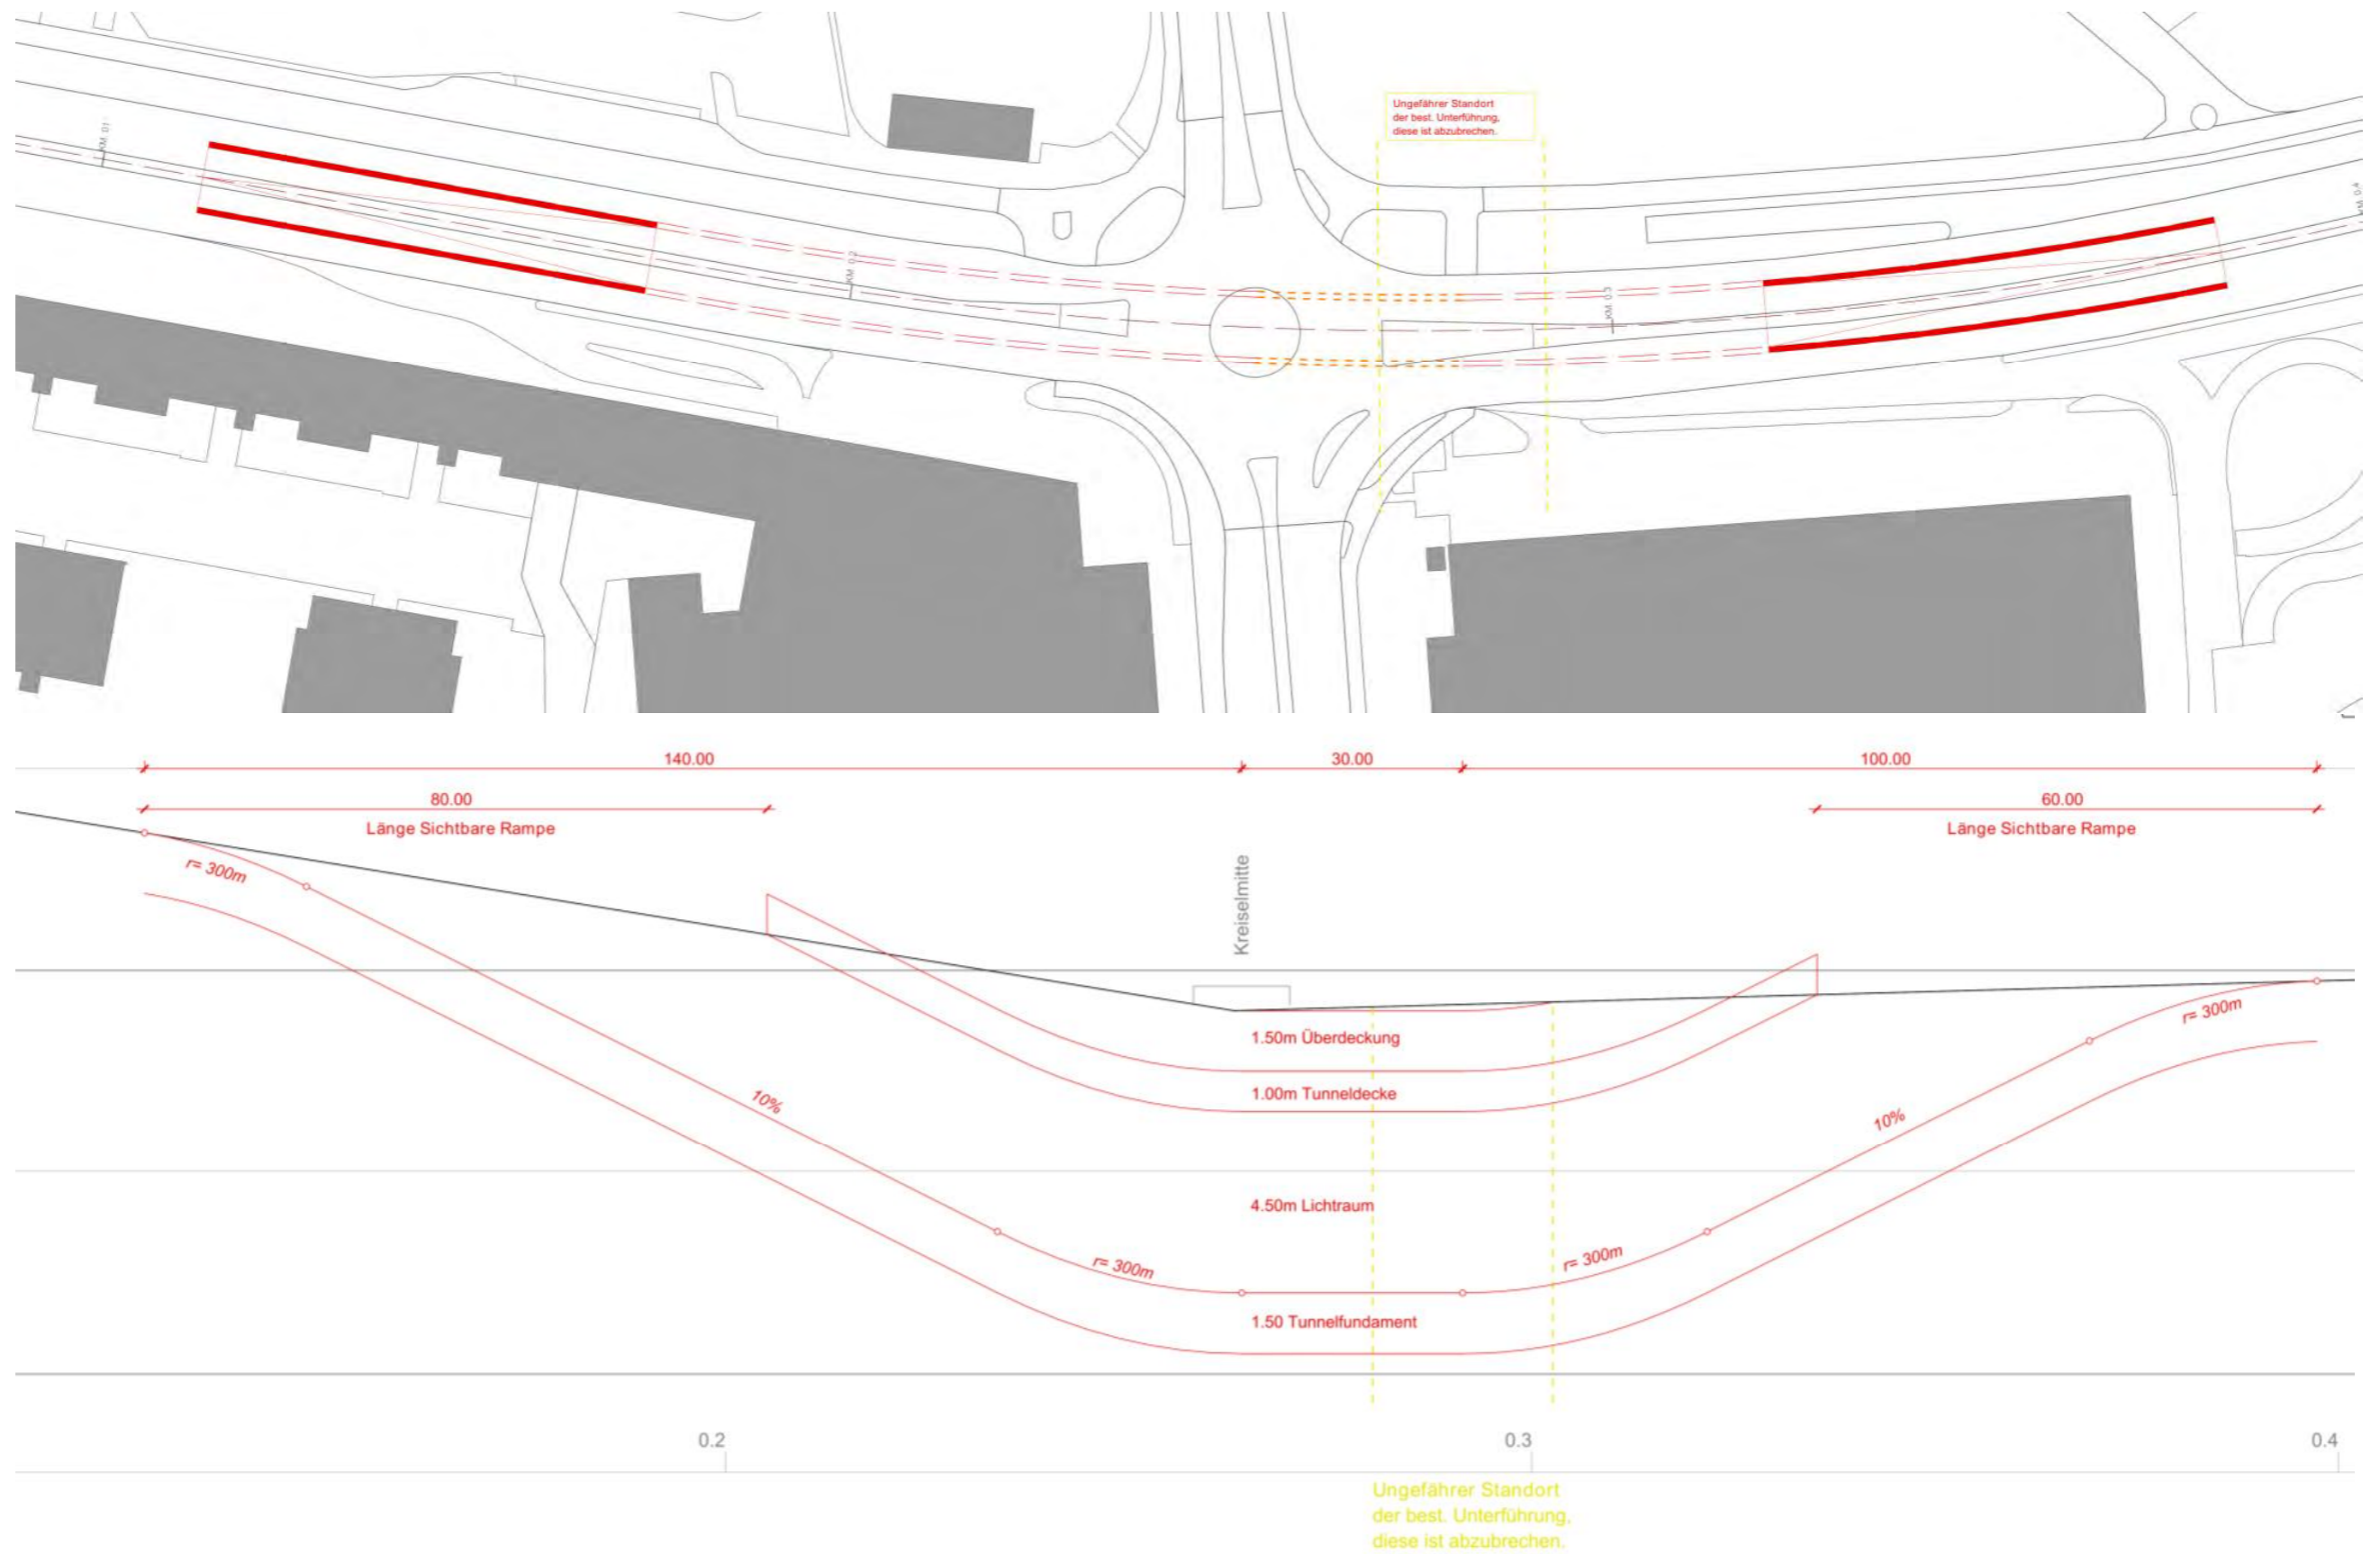 Ungefährer Standort
der best. Unterführung,
diese ist abzubrechen.
KM 0.1
KM 0.2
KM 0.3
KM 0.4
140.00
30.00
100.00
80.00
60.00
Länge Sichtbare Rampe
Länge Sichtbare Rampe
r= 300m
Kreiselmitte
r= 300m
1.50m Überdeckung
10%
1.00m Tunneldecke
10%
4.50m Lichtraum
r= 300m
r= 300m
1.50 Tunnelfundament
0.2
0.3
0.4
Ungefährer Standort
der best. Unterführung,
diese ist abzubrechen.